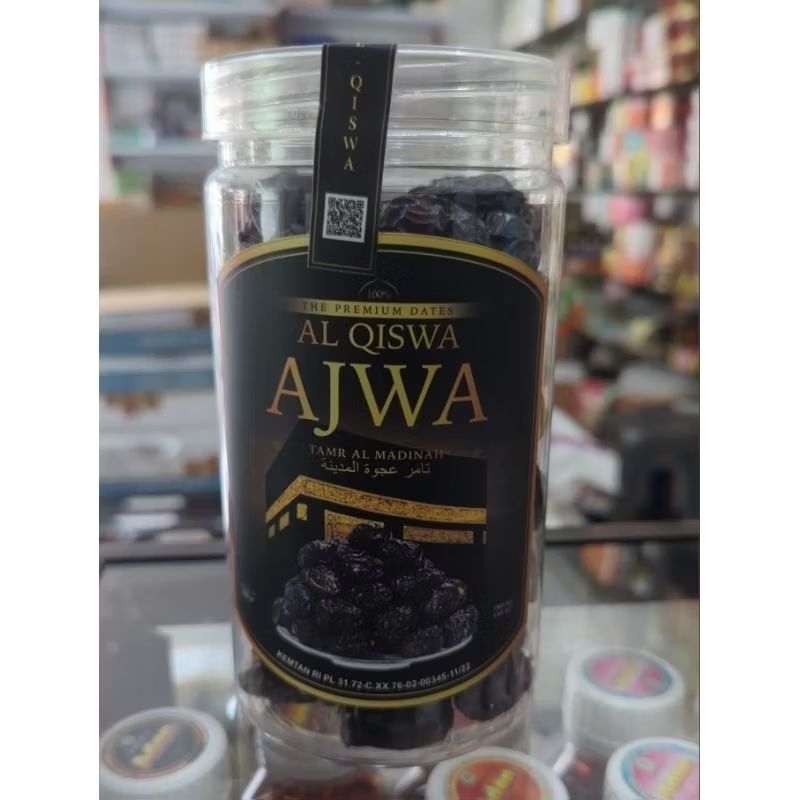 QISWA
100%
THE PREMIUM DATES
AL QISWA
AJWA
TAMR AL MADINAH
تامر عجوة المدينة
KEMTAN RI PL 31.72-C.XX.76-02-00345-11/22